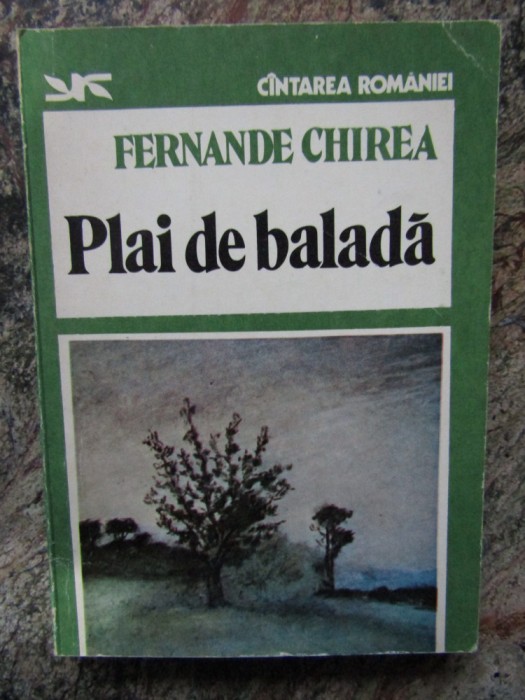 CÎNTAREA ROMÂNIEI
FERNANDE CHIREA
Plai de baladă